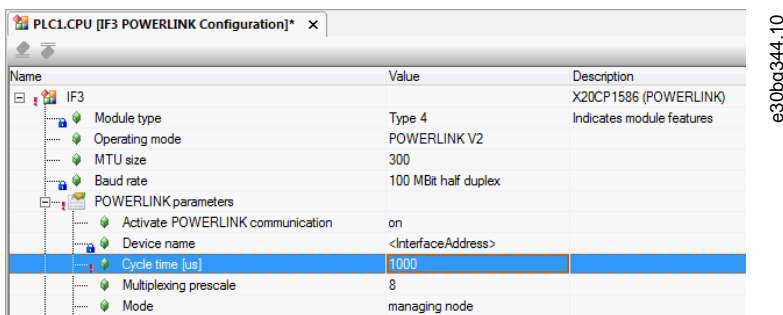 PLC1.CPU [IF3 POWERLINK Configuration]* X
Name Value Description
IF3 X20CP1586 (POWERLINK)
Module type Type 4 Indicates module features
Operating mode POWERLINK V2
MTU size 300
Baud rate 100 MBit half duplex
POWERLINK parameters
Activate POWERLINK communication on
Device name <InterfaceAddress>
Cycle time [us] 1000
Multiplexing prescale 8
Mode managing node
e30bg344.10